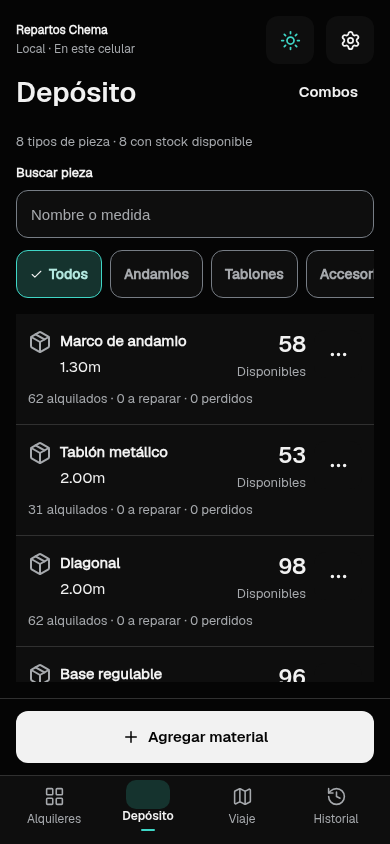 Repartos Chema
Local · En este celular
Depósito
Combos
8 tipos de pieza · 8 con stock disponible
Buscar pieza
Nombre o medida
Todos
Andamios
Tablones
Accesor
Marco de andamio
58
1.30m
Disponibles
62 alquilados · 0 a reparar · 0 perdidos
Tablón metálico
53
2.00m
Disponibles
31 alquilados · 0 a reparar · 0 perdidos
Diagonal
98
2.00m
Disponibles
62 alquilados · 0 a reparar · 0 perdidos
Base regulable
96
Agregar material
Alquileres
Depósito
Viaje
Historial